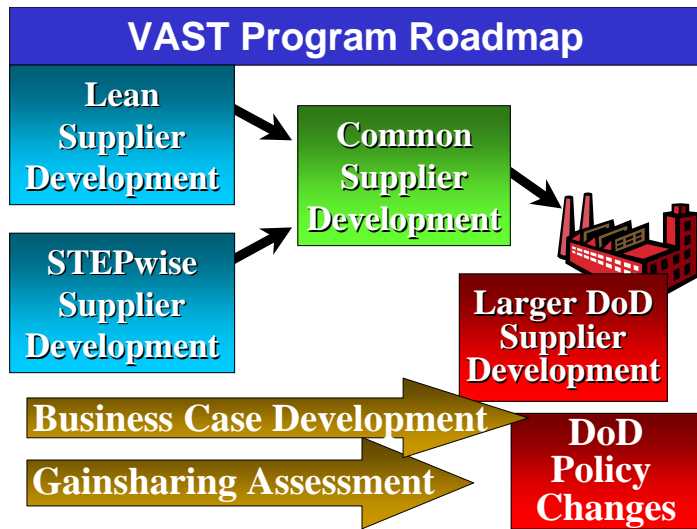 VAST Program Roadmap
Lean
Supplier
Development
Common
Supplier
Development
STEPwise
Supplier
Development
Larger DoD
Supplier
Development
Business Case Development
Gainsharing Assessment
DoD
Policy
Changes